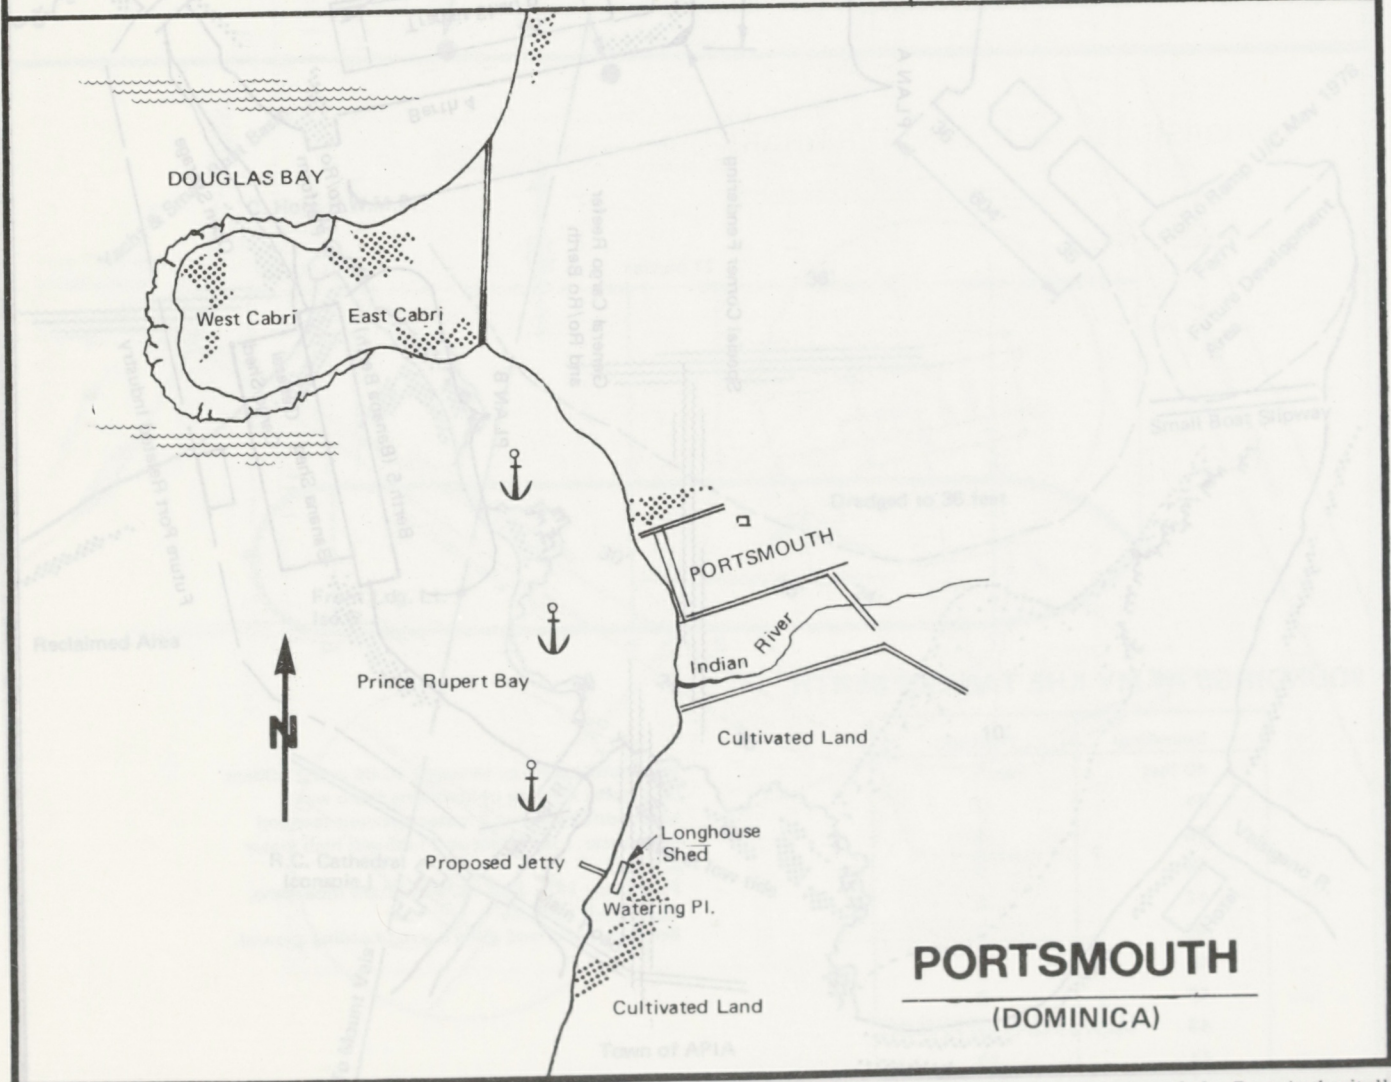 DOUGLAS BAY
West Cabri
East Cabri
PORTSMOUTH
Indian River
Prince Rupert Bay
N
Cultivated Land
Longhouse
Shed
Proposed Jetty
Watering Pl.
Cultivated Land
PORTSMOUTH
(DOMINICA)